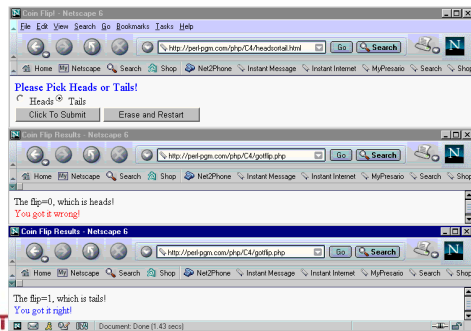 Coin Flip! - Netscape 6
File Edit View Search Go Bookmarks Tasks Help
http://perl-pgm.com/php/C4/headsortail.html Go Search
Home My Netscape Search Shop Net2Phone Instant Message Instant Internet MyPresario Search Shop
Please Pick Heads or Tails!
Heads Tails
Click To Submit Erase and Restart
Coin Flip Results - Netscape 6
http://perl-pgm.com/php/C4/gotflip.php Go Search
Home My Netscape Search Shop Net2Phone Instant Message Instant Internet MyPresario Search Shop
The flip=0, which is heads!
You got it wrong!
Coin Flip Results - Netscape 6
http://perl-pgm.com/php/C4/gotflip.php Go Search
Home My Netscape Search Shop Net2Phone Instant Message Instant Internet MyPresario Search Shop
The flip=1, which is tails!
You got it right!
Document: Done (1.43 secs)